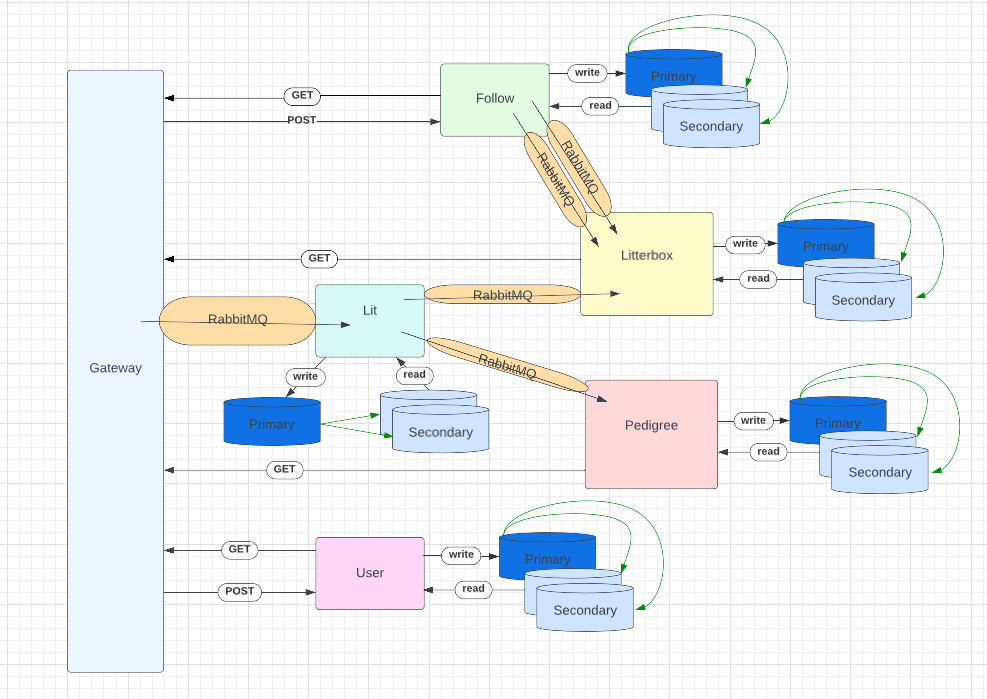 Gateway
GET
POST
Follow
write
read
Primary
Secondary
RabbitMQ
RabbitMQ
GET
Litterbox
write
read
Primary
Secondary
RabbitMQ
Lit
RabbitMQ
RabbitMQ
write
read
Primary
Secondary
Pedigree
write
read
Primary
Secondary
GET
GET
POST
User
write
read
Primary
Secondary